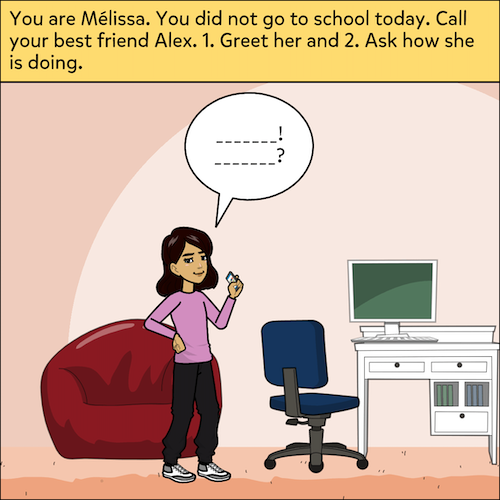 You are Mélissa. You did not go to school today. Call
your best friend Alex. 1. Greet her and 2. Ask how she
is doing.
_______!
_______?